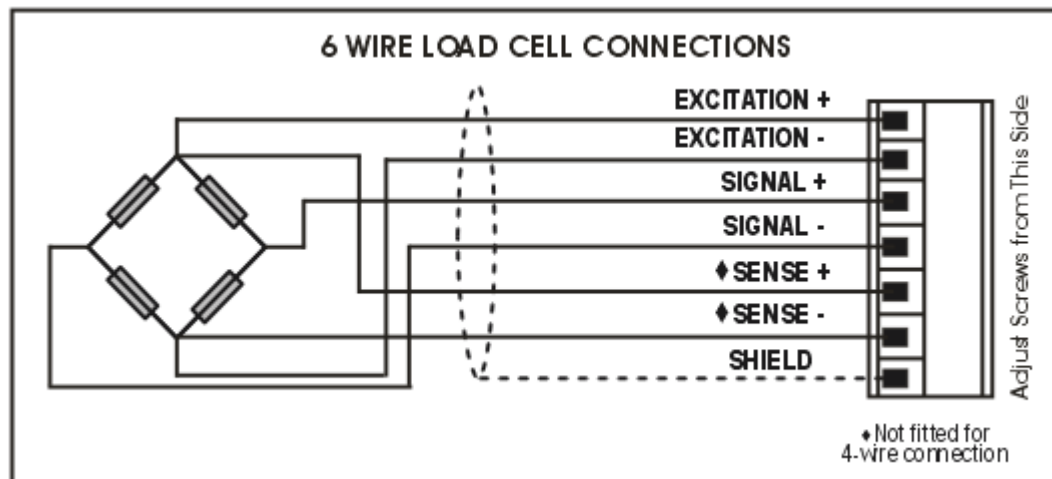 6 WIRE LOAD CELL CONNECTIONS
EXCITATION +
EXCITATION -
SIGNAL +
SIGNAL -
♦SENSE +
♦SENSE -
SHIELD
Adjust Screws from This Side
♦Not fitted for
4-wire connection